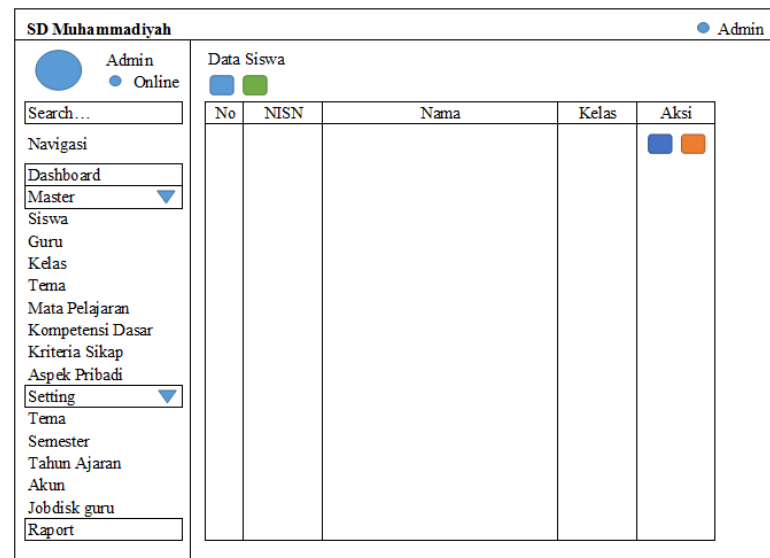 SD Muhammadiyah
Admin
Admin
Online
Search…
Navigasi
Dashboard
Master
Siswa
Guru
Kelas
Tema
Mata Pelajaran
Kompetensi Dasar
Kriteria Sikap
Aspek Pribadi
Setting
Tema
Semester
Tahun Ajaran
Akun
Jobdisk guru
Raport
Data Siswa
No NISN Nama Kelas Aksi